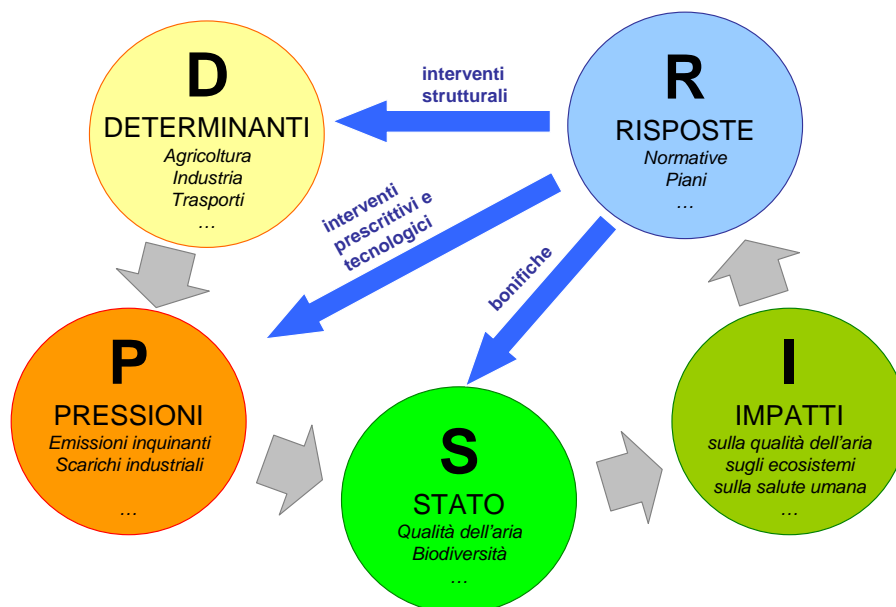 D
DETERMINANTI
Agricoltura
Industria
Trasporti
…
interventi
strutturali
R
RISPOSTE
Normative
Piani
…
interventi
prescrittivi e
tecnologici
bonifiche
P
PRESSIONI
Emissioni inquinanti
Scarichi industriali
…
S
STATO
Qualità dell'aria
Biodiversità
…
I
IMPATTI
sulla qualità dell'aria
sugli ecosistemi
sulla salute umana
…